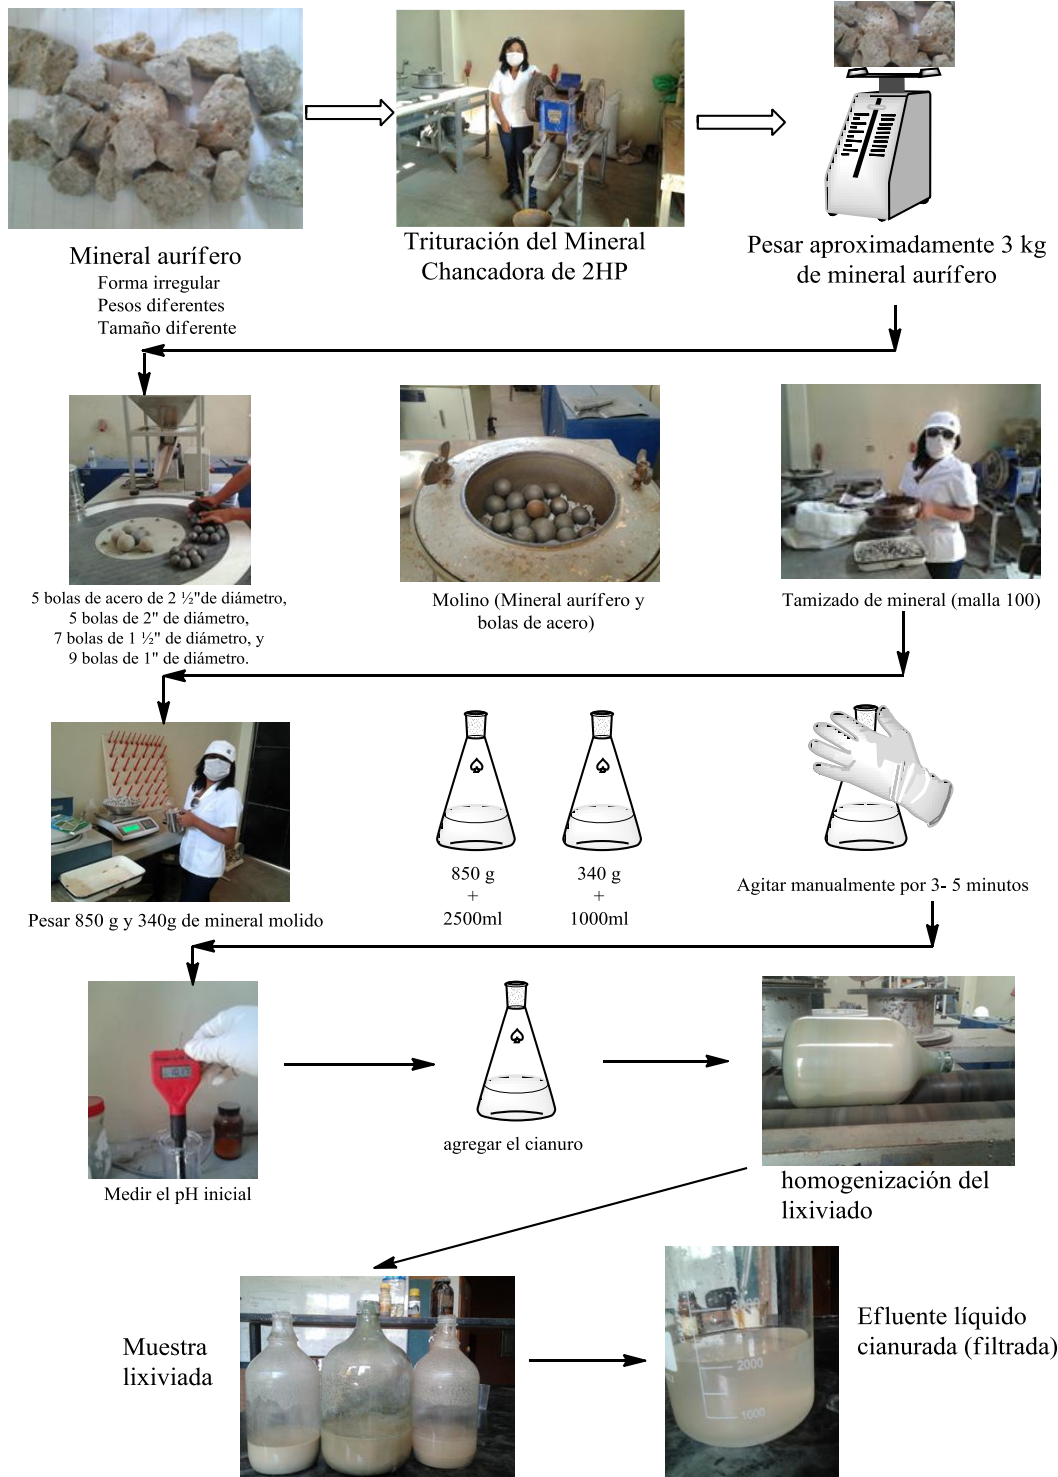 Mineral aurífero
Forma irregular
Pesos diferentes
Tamaño diferente
Trituración del Mineral
Chancadora de 2HP
Pesar aproximadamente 3 kg
de mineral aurífero
5 bolas de acero de 2 ½"de diámetro,
5 bolas de 2" de diámetro,
7 bolas de 1 ½" de diámetro, y
9 bolas de 1" de diámetro.
Molino (Mineral aurífero y
bolas de acero)
Tamizado de mineral (malla 100)
Pesar 850 g y 340g de mineral molido
850 g
+
2500ml
340 g
+
1000ml
Agitar manualmente por 3- 5 minutos
Medir el pH inicial
agregar el cianuro
homogenización del
lixiviado
Muestra
lixiviada
2000
1000
Efluente líquido
cianurada (filtrada)